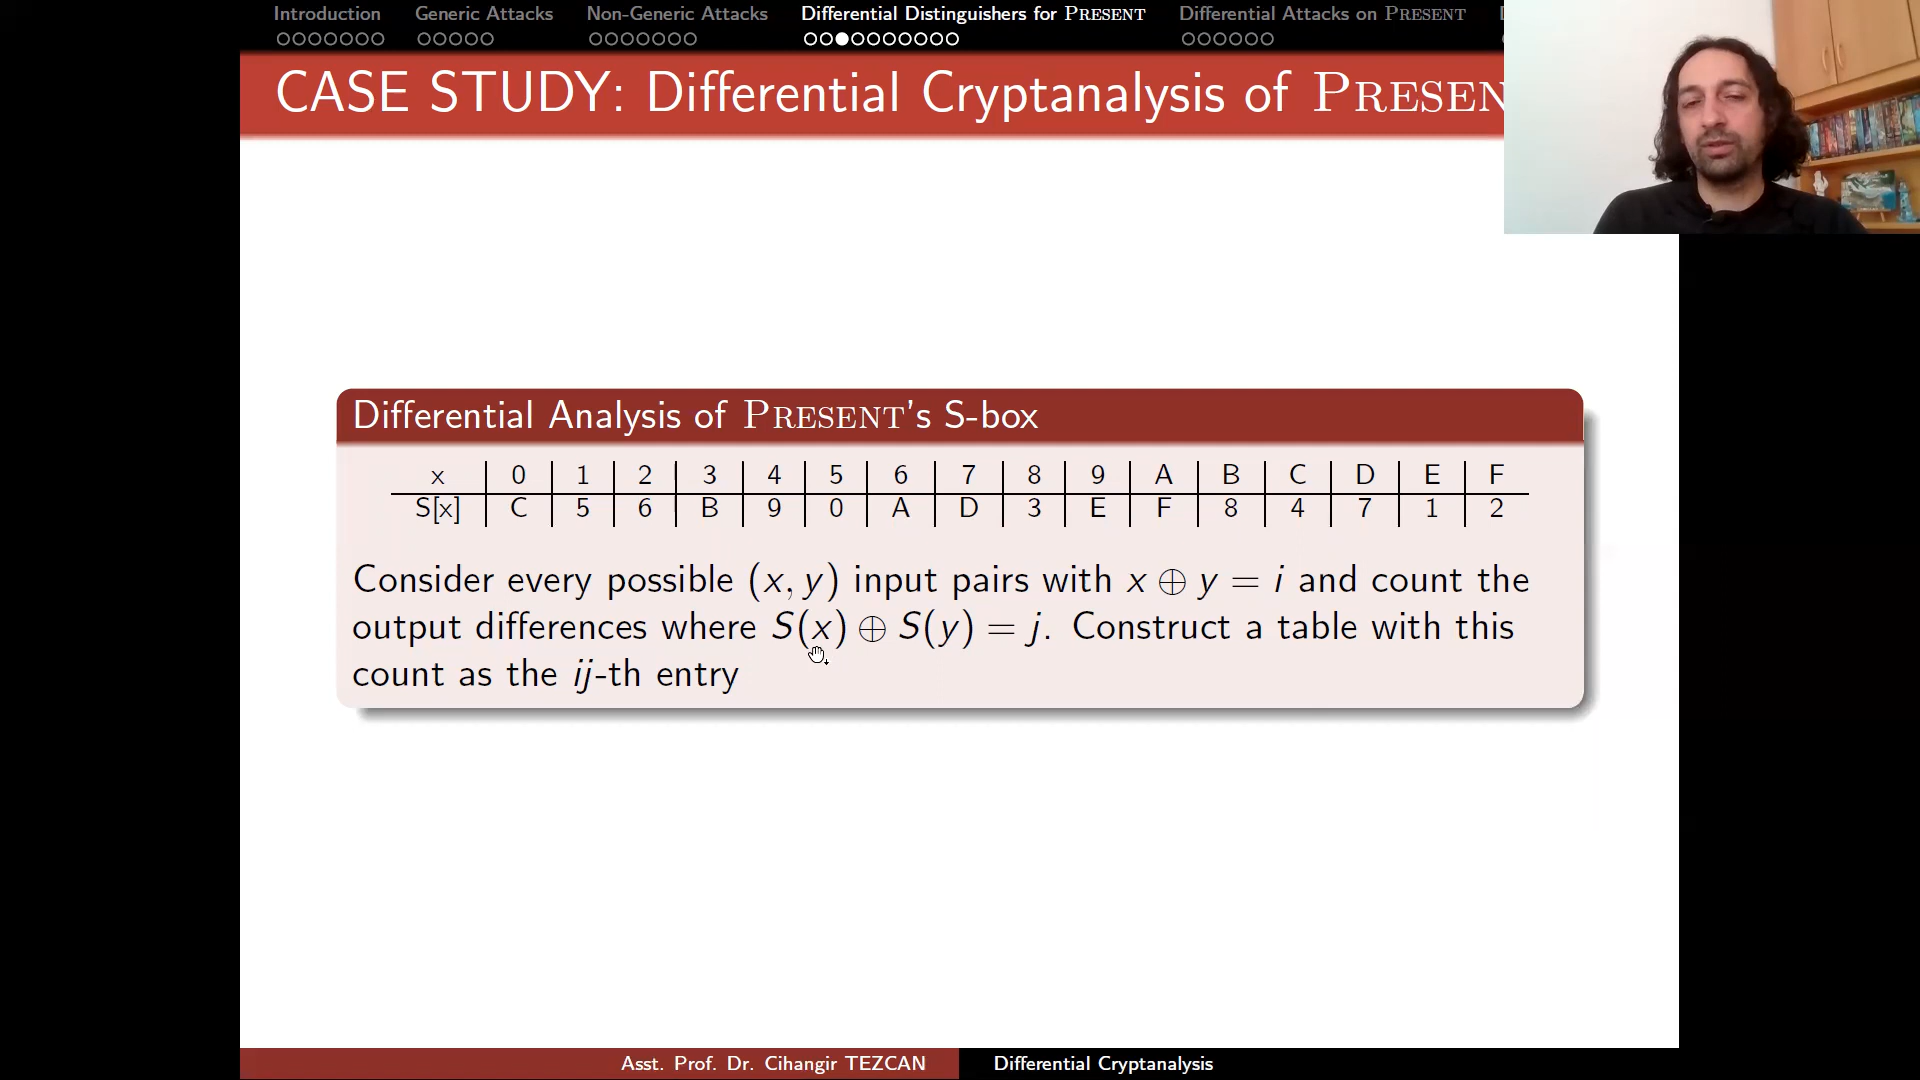 Introduction Generic Attacks Non-Generic Attacks Differential Distinguishers for PRESENT Differential Attacks on PRESENT
CASE STUDY: Differential Cryptanalysis of PRESEN
Differential Analysis of PRESENT's S-box
x 0 1 2 3 4 5 6 7 8 9 A B C D E F
S[x] C 5 6 B 9 0 A D 3 E F 8 4 7 1 2
Consider every possible (x, y) input pairs with x ⊕ y = i and count the
output differences where S(x) ⊕ S(y) = j. Construct a table with this
count as the ij-th entry
Asst. Prof. Dr. Cihangir TEZCAN Differential Cryptanalysis